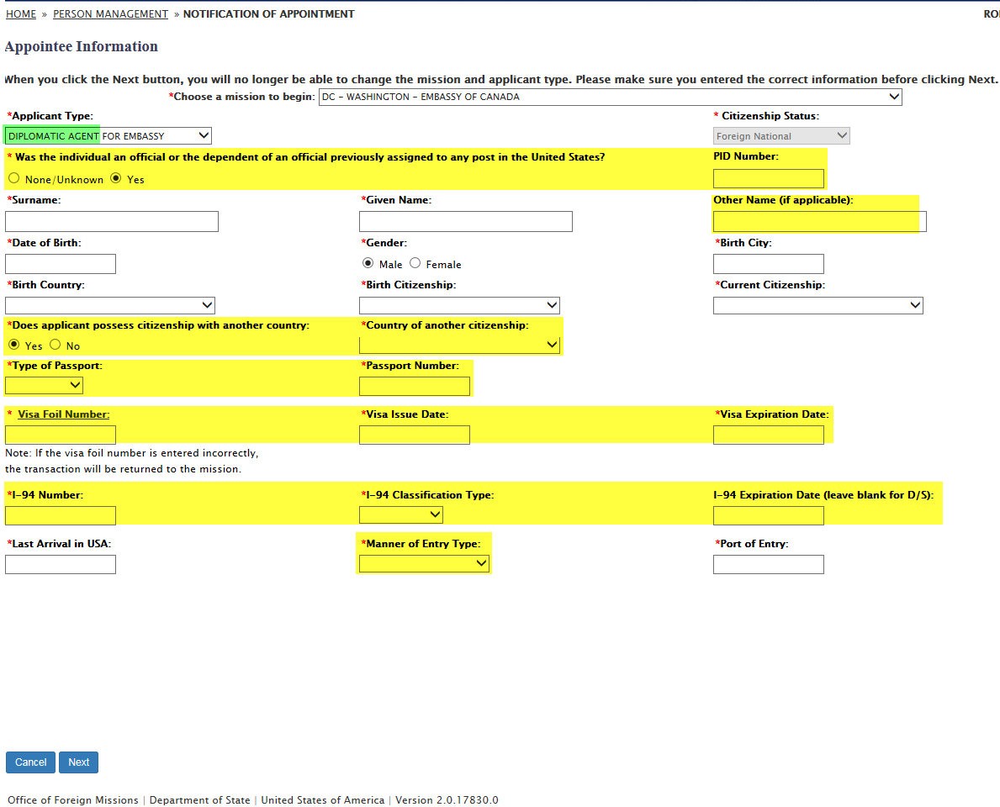 HOME » PERSON MANAGEMENT » NOTIFICATION OF APPOINTMENT
ROI
Appointee Information
When you click the Next button, you will no longer be able to change the mission and applicant type. Please make sure you entered the correct information before clicking Next.
*Choose a mission to begin: DC - WASHINGTON - EMBASSY OF CANADA
*Applicant Type: * Citizenship Status:
DIPLOMATIC AGENT FOR EMBASSY Foreign National
* Was the individual an official or the dependent of an official previously assigned to any post in the United States? PID Number:
None/Unknown Yes
*Surname: *Given Name: Other Name (if applicable):
*Date of Birth: *Gender: *Birth City:
Male Female
*Birth Country: *Birth Citizenship: *Current Citizenship:
*Does applicant possess citizenship with another country: *Country of another citizenship:
Yes No
*Type of Passport: *Passport Number:
* Visa Foil Number: *Visa Issue Date: *Visa Expiration Date:
Note: If the visa foil number is entered incorrectly,
the transaction will be returned to the mission.
*I-94 Number: *I-94 Classification Type: I-94 Expiration Date (leave blank for D/S):
*Last Arrival in USA: *Manner of Entry Type: *Port of Entry:
Cancel Next
Office of Foreign Missions | Department of State | United States of America | Version 2.0.17830.0